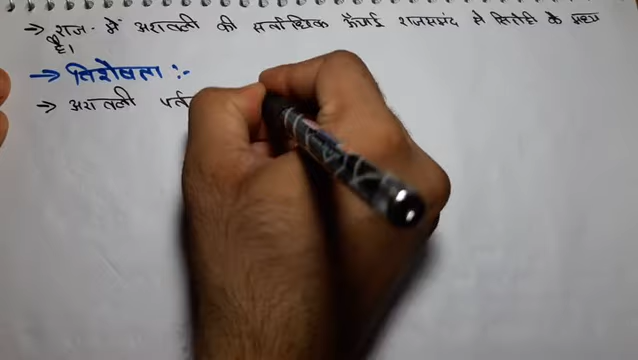 → राज. में अरावली की सर्वाधिक ऊँचाई राजसमंद से सिरोही के मध्य
है।
→ विशेषता :-
→ अरावली पर्व